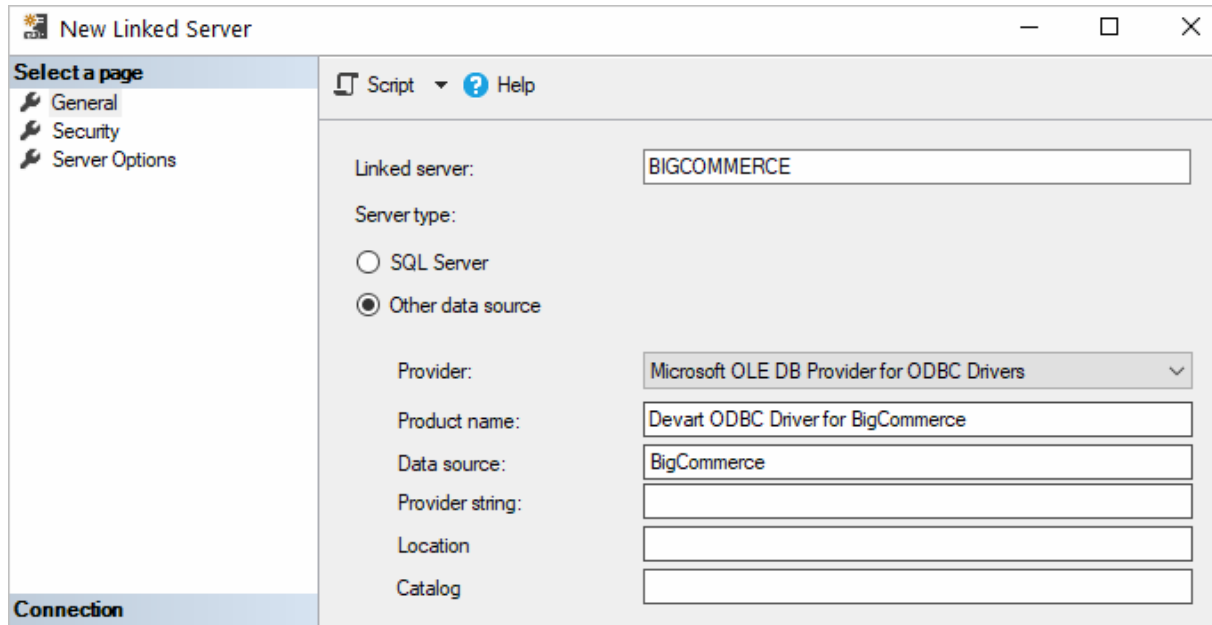 New Linked Server
Select a page
General
Security
Server Options
Connection
Script
Help
Linked server: BIGCOMMERCE
Server type:
SQL Server
Other data source
Provider: Microsoft OLE DB Provider for ODBC Drivers
Product name: Devart ODBC Driver for BigCommerce
Data source: BigCommerce
Provider string:
Location
Catalog